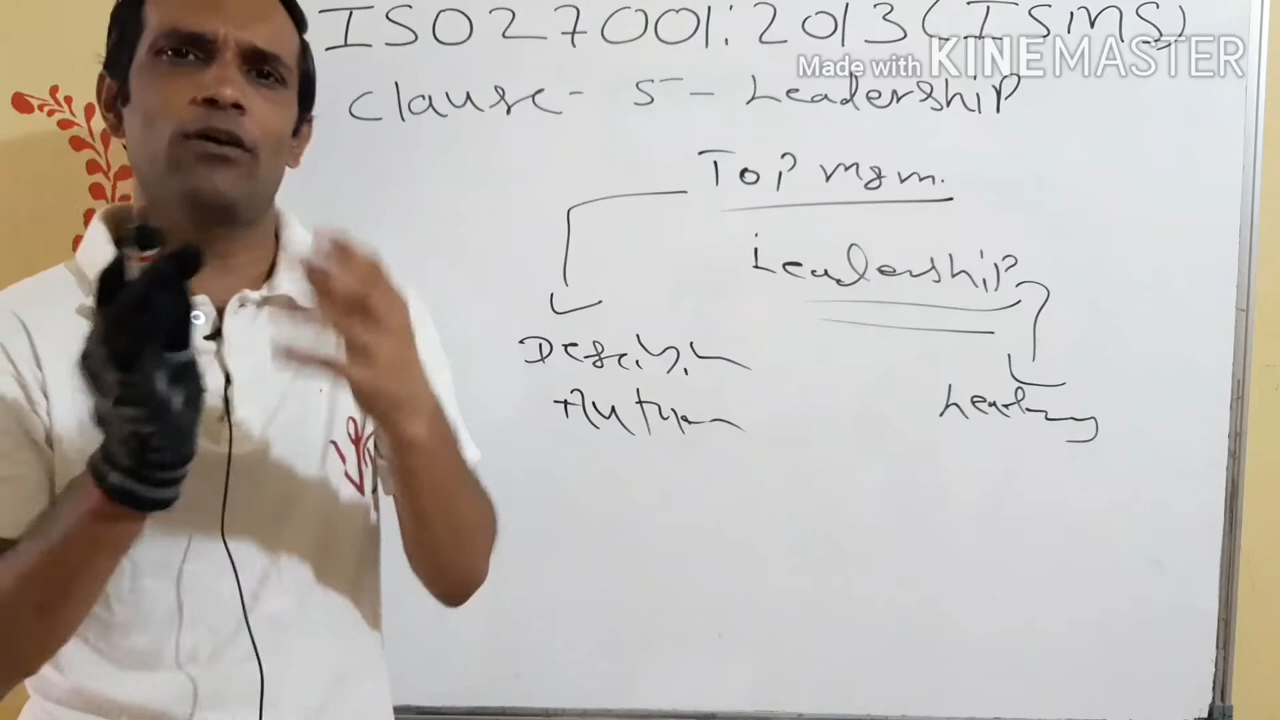 ISO27001:2013(ISMS)
Made with KINEMASTER
Clause- 5 - Leadership
Top mgm.
Leadership